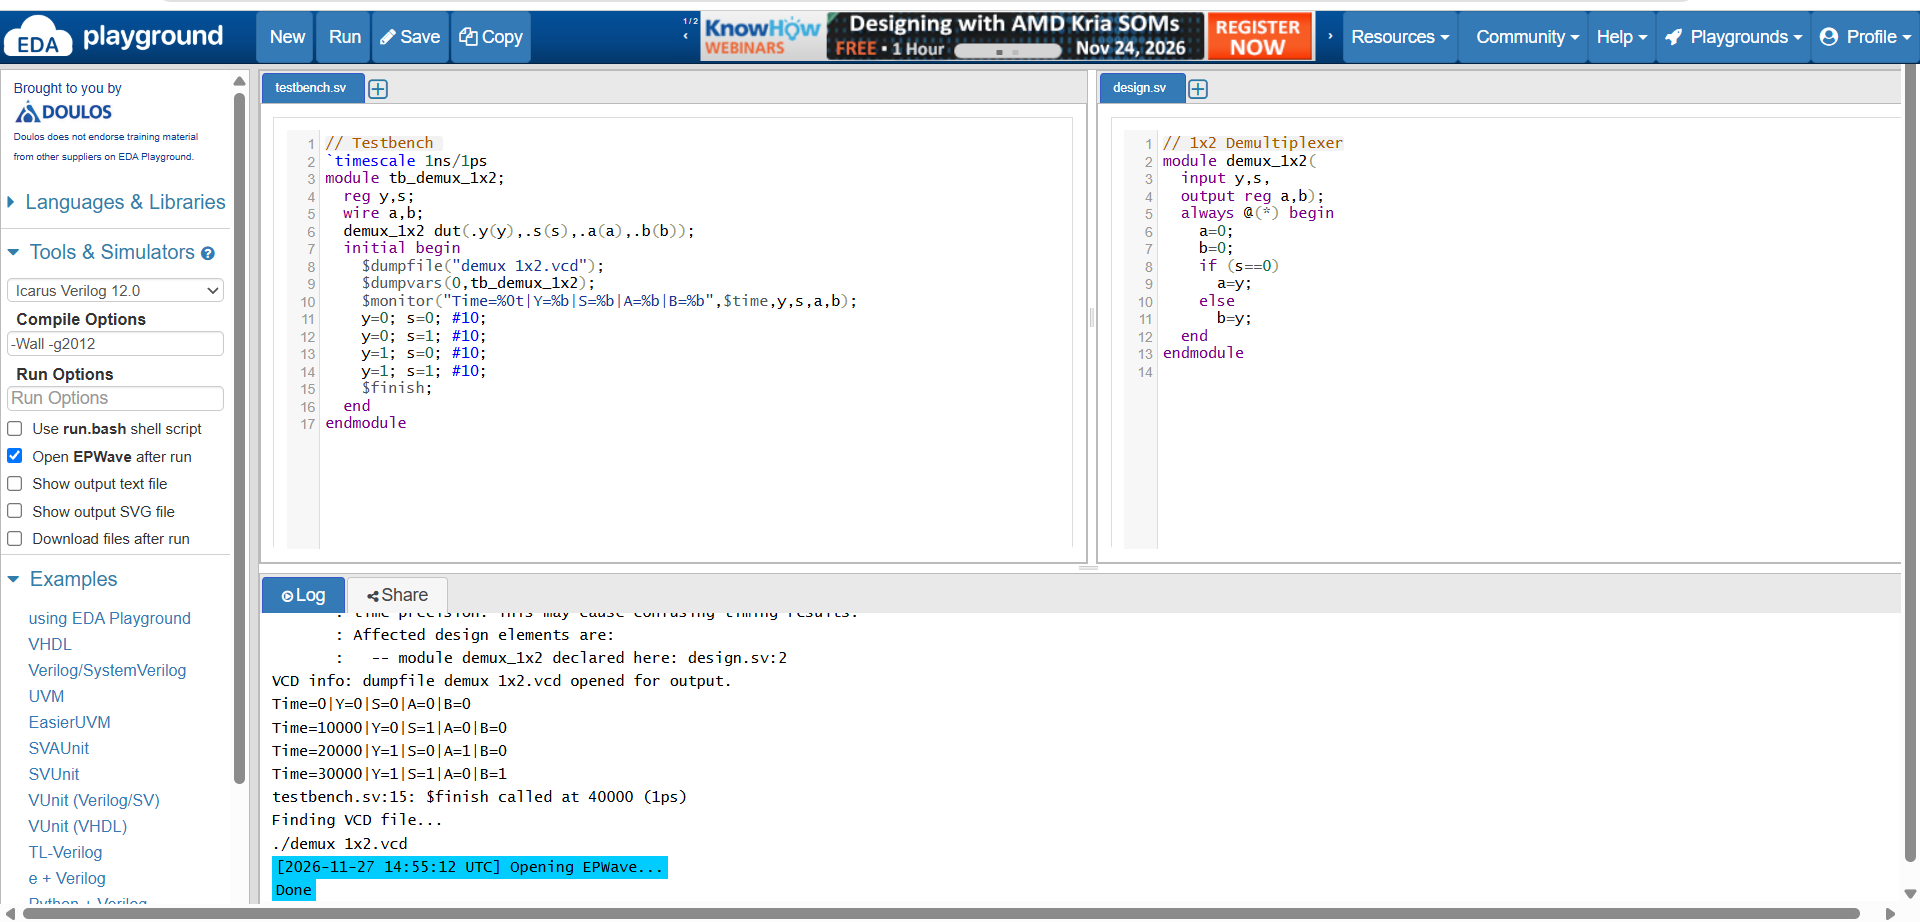 EDA playground
New
Run
Save
Copy
1/2
KnowHow
WEBINARS
Designing with AMD Kria SOMs
FREE • 1 Hour
Nov 24, 2026
REGISTER
NOW
Resources
Community
Help
Playgrounds
Profile
Brought to you by
DOULOS
Doulos does not endorse training material
from other suppliers on EDA Playground.
Languages & Libraries
Tools & Simulators
Icarus Verilog 12.0
Compile Options
-Wall -g2012
Run Options
Run Options
Use run.bash shell script
Open EPWave after run
Show output text file
Show output SVG file
Download files after run
Examples
using EDA Playground
VHDL
Verilog/SystemVerilog
UVM
EasierUVM
SVAUnit
SVUnit
VUnit (Verilog/SV)
VUnit (VHDL)
TL-Verilog
e + Verilog
Python + Verilog
testbench.sv
1 // Testbench
2 `timescale 1ns/1ps
3 module tb_demux_1x2;
4 reg y,s;
5 wire a,b;
6 demux_1x2 dut(.y(y),.s(s),.a(a),.b(b));
7 initial begin
8 $dumpfile("demux 1x2.vcd");
9 $dumpvars(0,tb_demux_1x2);
10 $monitor("Time=%0t|Y=%b|S=%b|A=%b|B=%b",$time,y,s,a,b);
11 y=0; s=0; #10;
12 y=0; s=1; #10;
13 y=1; s=0; #10;
14 y=1; s=1; #10;
15 $finish;
16 end
17 endmodule
design.sv
1 // 1x2 Demultiplexer
2 module demux_1x2(
3 input y,s,
4 output reg a,b);
5 always @(*) begin
6 a=0;
7 b=0;
8 if (s==0)
9 a=y;
10 else
11 b=y;
12 end
13 endmodule
14
Log
Share
: time precision. This may cause confusing timing results.
: Affected design elements are:
: -- module demux_1x2 declared here: design.sv:2
VCD info: dumpfile demux 1x2.vcd opened for output.
Time=0|Y=0|S=0|A=0|B=0
Time=10000|Y=0|S=1|A=0|B=0
Time=20000|Y=1|S=0|A=1|B=0
Time=30000|Y=1|S=1|A=0|B=1
testbench.sv:15: $finish called at 40000 (1ps)
Finding VCD file...
./demux 1x2.vcd
[2026-11-27 14:55:12 UTC] Opening EPWave...
Done